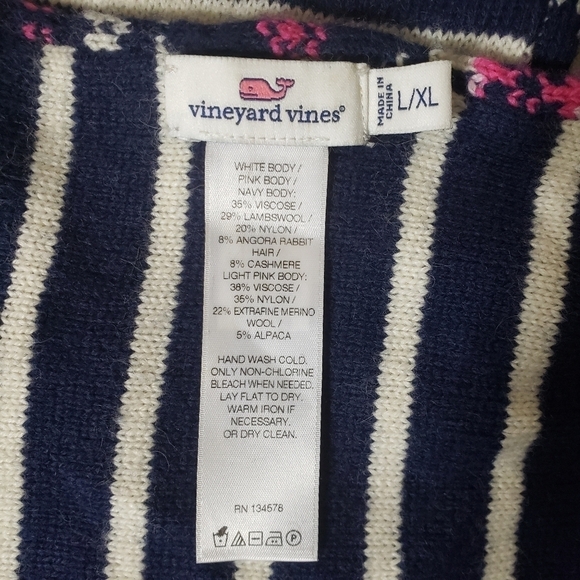 vineyard vines®
MADE IN
CHINA
L/XL
WHITE BODY /
PINK BODY /
NAVY BODY:
35% VISCOSE /
29% LAMBSWOOL /
20% NYLON /
8% ANGORA RABBIT
HAIR /
8% CASHMERE
LIGHT PINK BODY:
38% VISCOSE /
35% NYLON /
22% EXTRAFINE MERINO
WOOL /
5% ALPACA
HAND WASH COLD.
ONLY NON-CHLORINE
BLEACH WHEN NEEDED.
LAY FLAT TO DRY.
WARM IRON IF
NECESSARY.
OR DRY CLEAN.
RN 134578
P